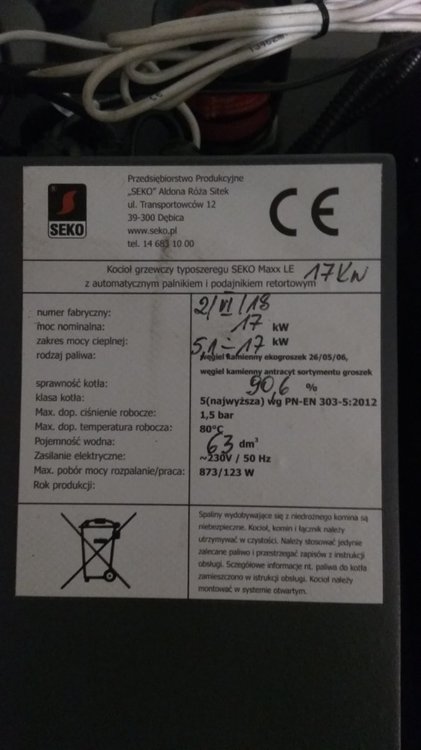 SEKO
Przedsiębiorstwo Produkcyjne
„SEKO" Aldona Róża Sitek
ul. Transportowców 12
39-300 Dębica
www.seko.pl
tel. 14 683 10 00
CE
Kocioł grzewczy typoszeregu SEKO Maxx LE 17KW
z automatycznym palnikiem i podajnikiem retortowym
numer fabryczny: 2/VI/18
moc nominalna: 17 kW
zakres mocy cieplnej: 5,1-17 kW
rodzaj paliwa: węgiel kamienny ekogroszek 26/05/06,
węgiel kamienny antracyt sortymentu groszek
sprawność kotła: 90,6 %
klasa kotła: 5(najwyższa) wg PN-EN 303-5:2012
Max. dop. ciśnienie robocze: 1,5 bar
Max. dop. temperatura robocza: 80°C
Pojemność wodna: 63 dm³
Zasilanie elektryczne: ~230V / 50 Hz
Max. pobór mocy rozpalanie/praca: 873/123 W
Rok produkcji:
Spaliny wydobywające się z niedrożnego komina są
niebezpieczne. Kocioł, komin i łącznik należy
utrzymywać w czystości. Należy stosować jedynie
zalecane paliwo i przestrzegać zapisów z instrukcji
obsługi. Szczegółowe informacje nt. paliwa do kotła
zamieszczono w istrukcji obsługi. Kocioł należy
montować w systemie otwartym.